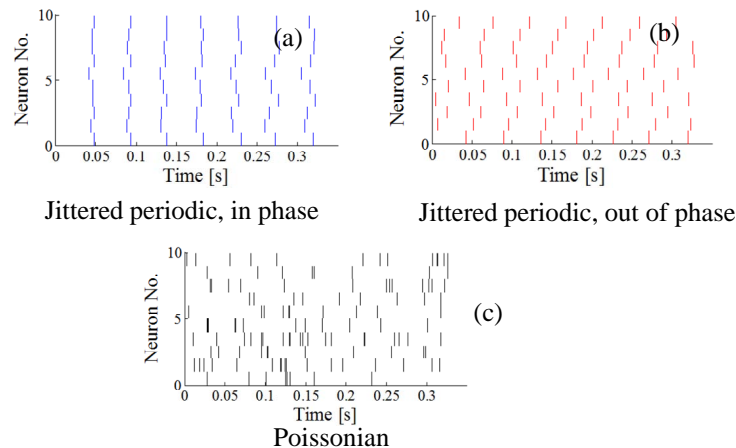 (a)
10
5
0
Neuron No.
0 0.05 0.1 0.15 0.2 0.25 0.3
Time [s]
Jittered periodic, in phase
(b)
10
5
0
Neuron No.
0 0.05 0.1 0.15 0.2 0.25 0.3
Time [s]
Jittered periodic, out of phase
(c)
10
5
0
Neuron No.
0 0.05 0.1 0.15 0.2 0.25 0.3
Time [s]
Poissonian